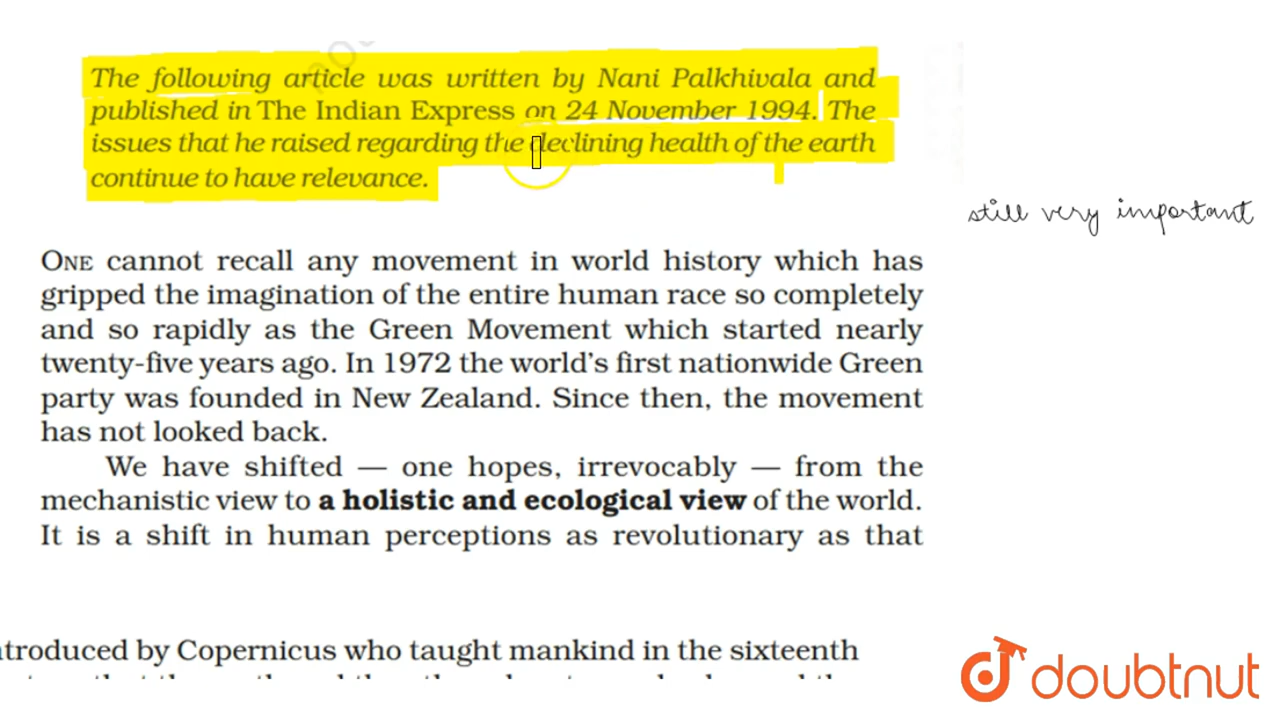 The following article was written by Nani Palkhivala and
published in The Indian Express on 24 November 1994. The
issues that he raised regarding the declining health of the earth
continue to have relevance.
still very important
ONE cannot recall any movement in world history which has
gripped the imagination of the entire human race so completely
and so rapidly as the Green Movement which started nearly
twenty-five years ago. In 1972 the world's first nationwide Green
party was founded in New Zealand. Since then, the movement
has not looked back.
We have shifted — one hopes, irrevocably — from the
mechanistic view to a holistic and ecological view of the world.
It is a shift in human perceptions as revolutionary as that
ntroduced by Copernicus who taught mankind in the sixteenth
doubtnut